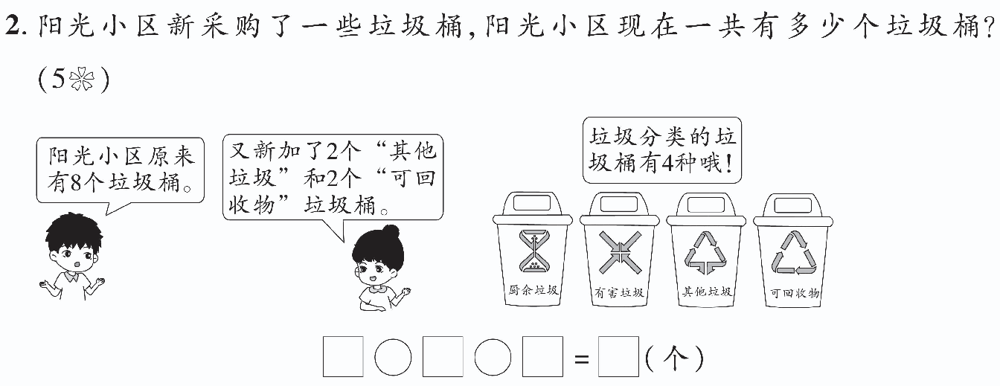 2. 阳光小区新采购了一些垃圾桶,阳光小区现在一共有多少个垃圾桶?
(5)
阳光小区原来
有8个垃圾桶。
又新加了2个“其他
垃圾”和2个“可回
收物”垃圾桶。
垃圾分类的垃
圾桶有4种哦!
厨余垃圾
有害垃圾
其他垃圾
可回收物
□○□○□=□(个)